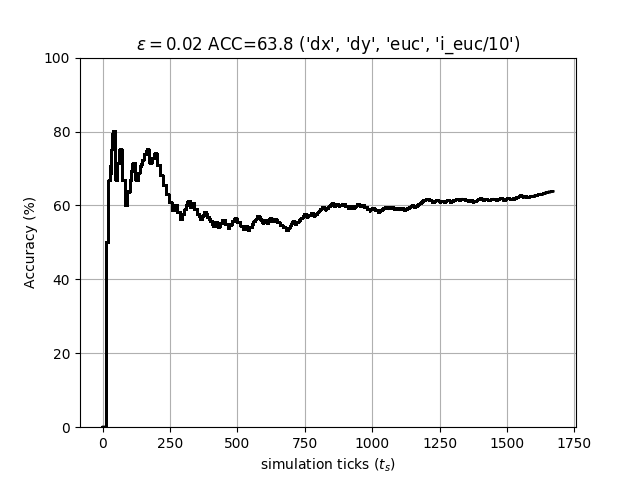 ε = 0.02 ACC=63.8 ('dx', 'dy', 'euc', 'i_euc/10')
100
80
60
40
20
0
Accuracy (%)
0 250 500 750 1000 1250 1500 1750
simulation ticks (tₛ)